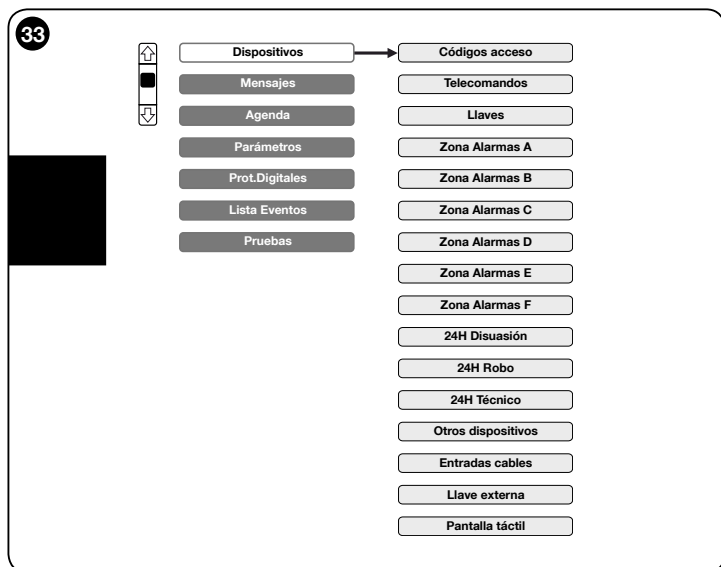 33
Dispositivos
Mensajes
Agenda
Parámetros
Prot.Digitales
Lista Eventos
Pruebas
Códigos acceso
Telecomandos
Llaves
Zona Alarmas A
Zona Alarmas B
Zona Alarmas C
Zona Alarmas D
Zona Alarmas E
Zona Alarmas F
24H Disuasión
24H Robo
24H Técnico
Otros dispositivos
Entradas cables
Llave externa
Pantalla táctil